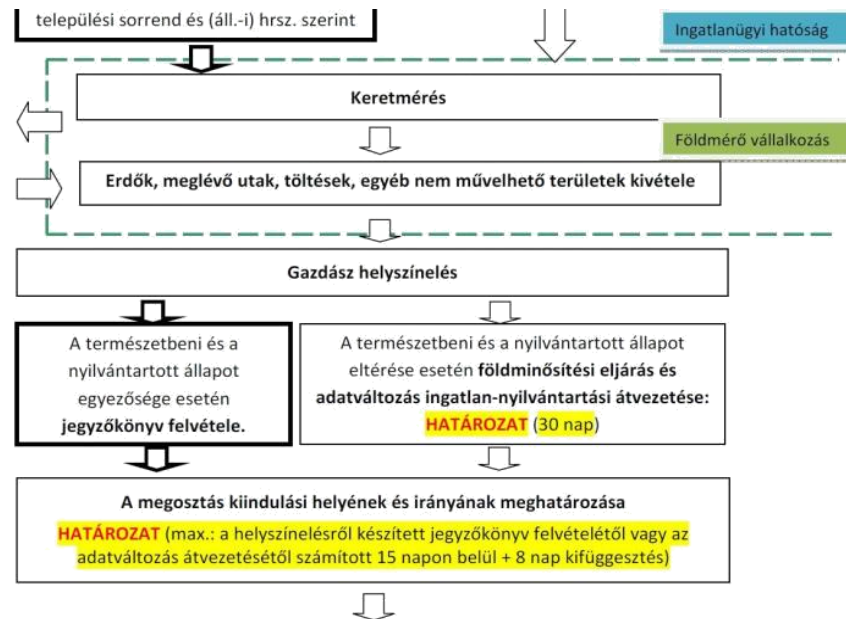 települési sorrend és (áll.-i) hrsz. szerint
Ingatlanügyi hatóság
Keretmérés
Földmérő vállalkozás
Erdők, meglévő utak, töltések, egyéb nem művelhető területek kivétele
Gazdász helyszínelés
A természetbeni és a
nyilvántartott állapot
egyezősége esetén
jegyzőkönyv felvétele.
A természetbeni és a nyilvántartott állapot
eltérése esetén földminősítési eljárás és
adatváltozás ingatlan-nyilvántartási átvezetése:
HATÁROZAT (30 nap)
A megosztás kiindulási helyének és irányának meghatározása
HATÁROZAT (max.: a helyszínelésről készített jegyzőkönyv felvételétől vagy az
adatváltozás átvezetésétől számított 15 napon belül + 8 nap kifüggesztés)